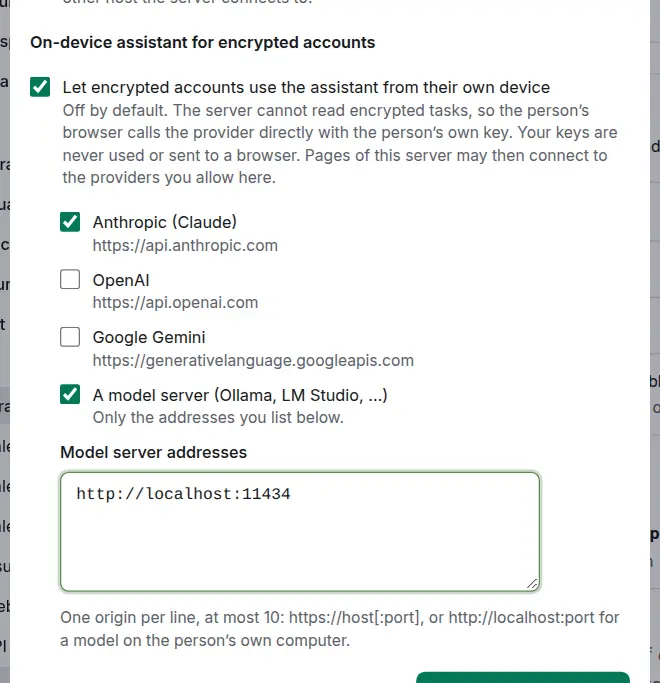 other host the server connects to.
On-device assistant for encrypted accounts
Let encrypted accounts use the assistant from their own device
Off by default. The server cannot read encrypted tasks, so the person’s
browser calls the provider directly with the person’s own key. Your keys are
never used or sent to a browser. Pages of this server may then connect to
the providers you allow here.
Anthropic (Claude)
https://api.anthropic.com
OpenAI
https://api.openai.com
Google Gemini
https://generativelanguage.googleapis.com
A model server (Ollama, LM Studio, ...)
Only the addresses you list below.
Model server addresses
http://localhost:11434
One origin per line, at most 10: https://host[:port], or http://localhost:port for
a model on the person’s own computer.